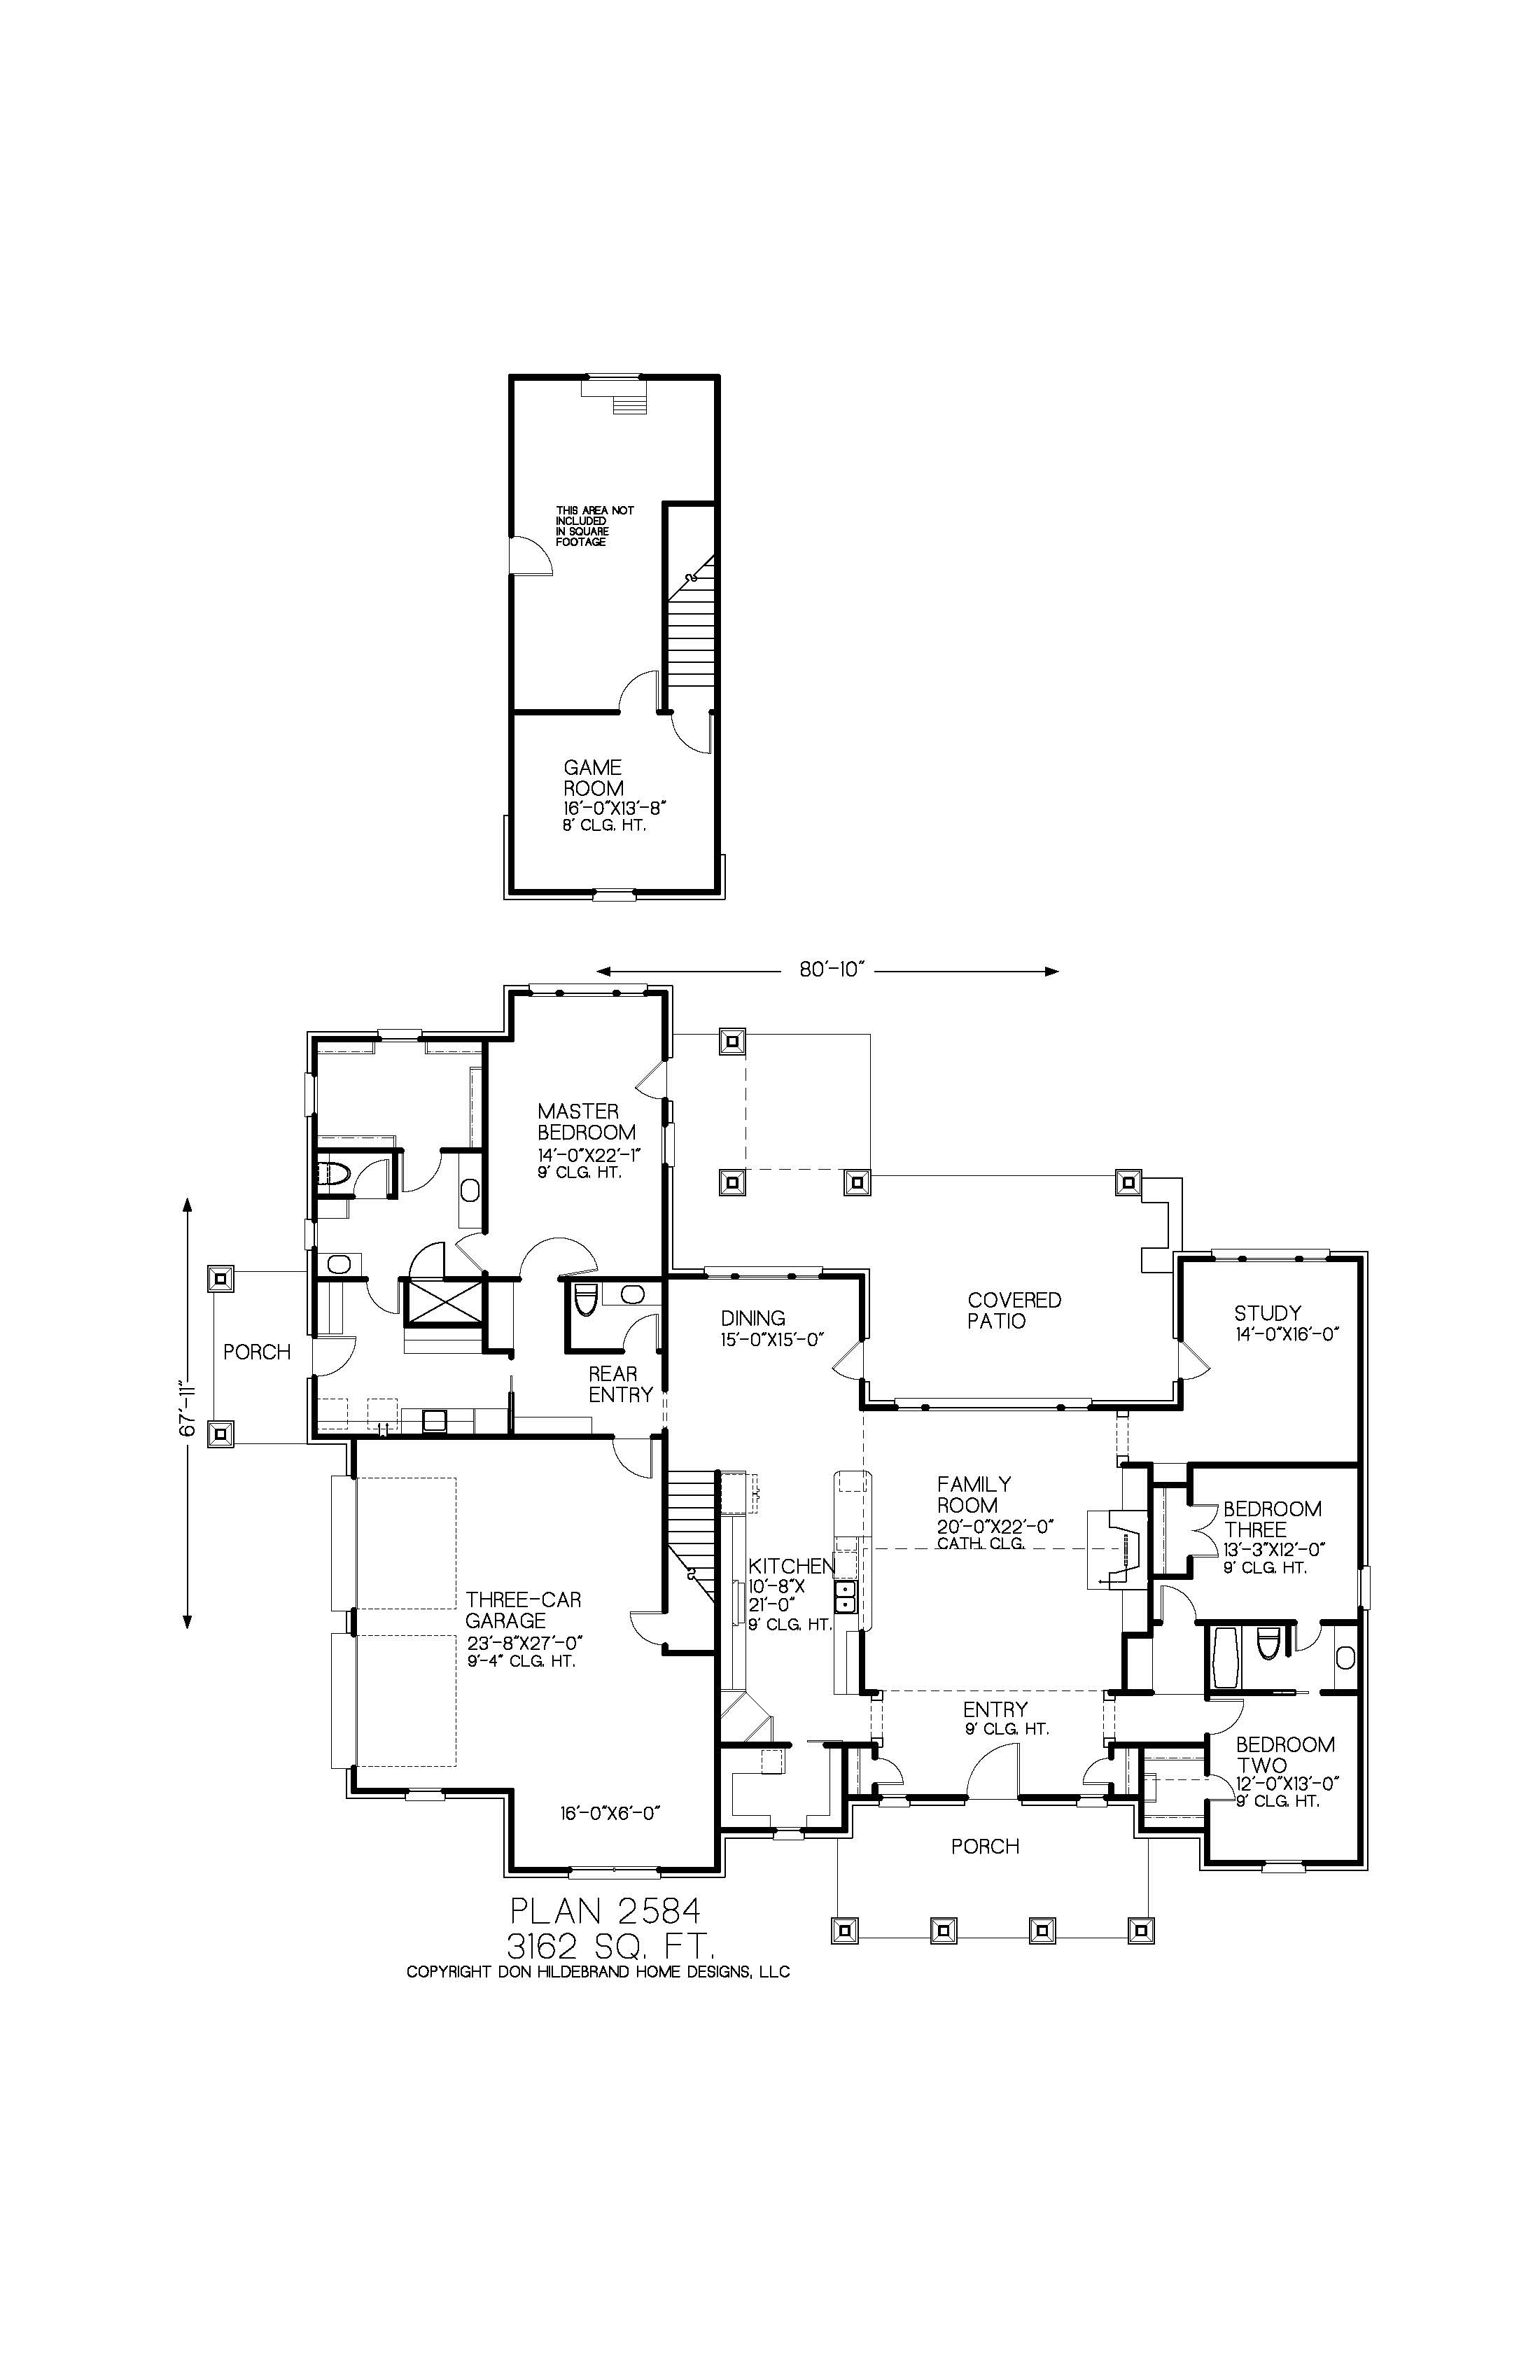 THIS AREA NOT
INCLUDED
IN SQUARE
FOOTAGE
GAME
ROOM
16'-0"X13'-8"
8' CLG. HT.
80'-10"
MASTER
BEDROOM
14'-0"X22'-1"
9' CLG. HT.
67'-11"
PORCH
REAR
ENTRY
DINING
15'-0"X15'-0"
COVERED
PATIO
STUDY
14'-0"X16'-0"
FAMILY
ROOM
20'-0"X22'-0"
CATH. CLG.
BEDROOM
THREE
13'-3"X12'-0"
9' CLG. HT.
KITCHEN
10'-8"X
21'-0"
9' CLG. HT.
THREE-CAR
GARAGE
23'-8"X27'-0"
9'-4" CLG. HT.
ENTRY
9' CLG. HT.
BEDROOM
TWO
12'-0"X13'-0"
9' CLG. HT.
16'-0"X6'-0"
PORCH
PLAN 2584
3162 SQ. FT.
COPYRIGHT DON HILDEBRAND HOME DESIGNS, LLC